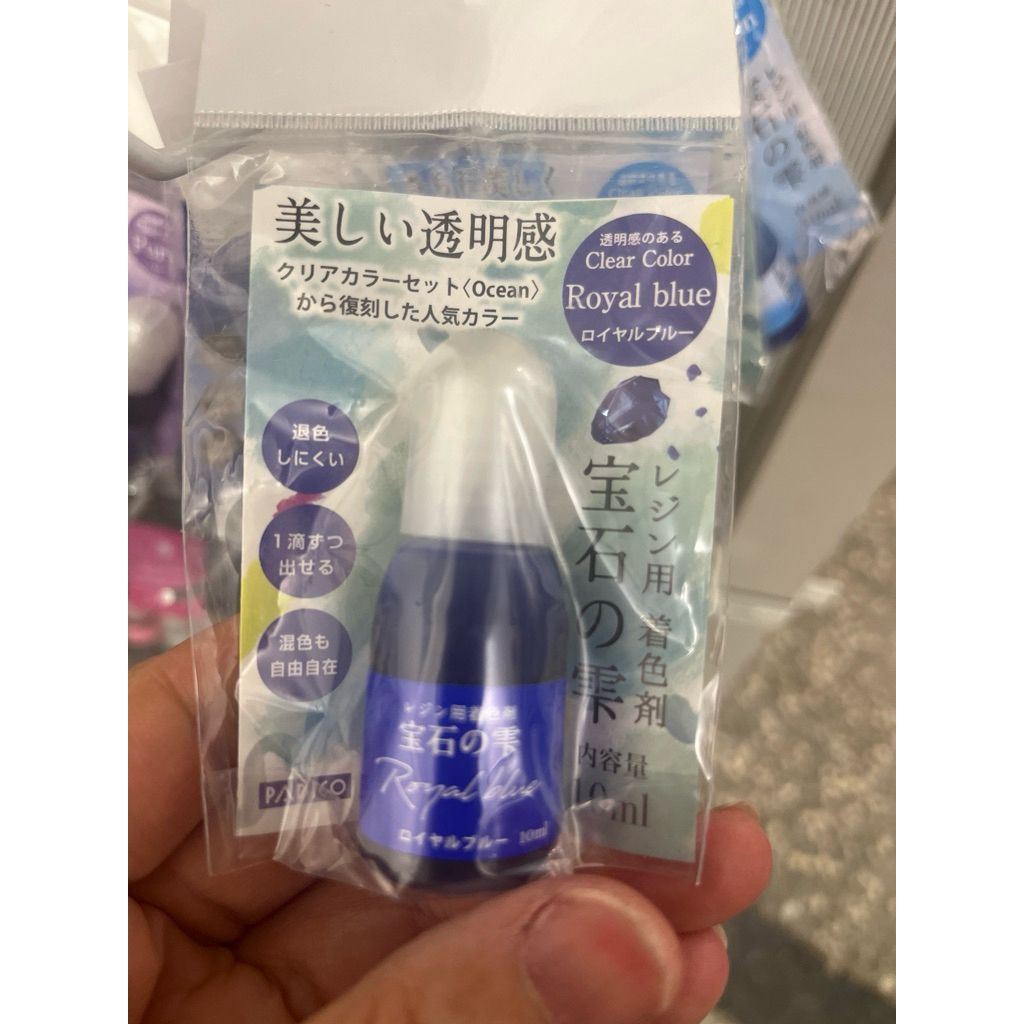 美しい透明感
クリアカラーセット〈Ocean〉
から復刻した人気カラー
透明感のある
Clear Color
Royal blue
ロイヤルブルー
退色
しにくい
1滴ずつ
出せる
混色も
自由自在
レジン用 着色剤
宝石の雫
内容量
10ml
PADICO
レジン用着色剤
宝石の雫
Royal blue
ロイヤルブルー 10ml